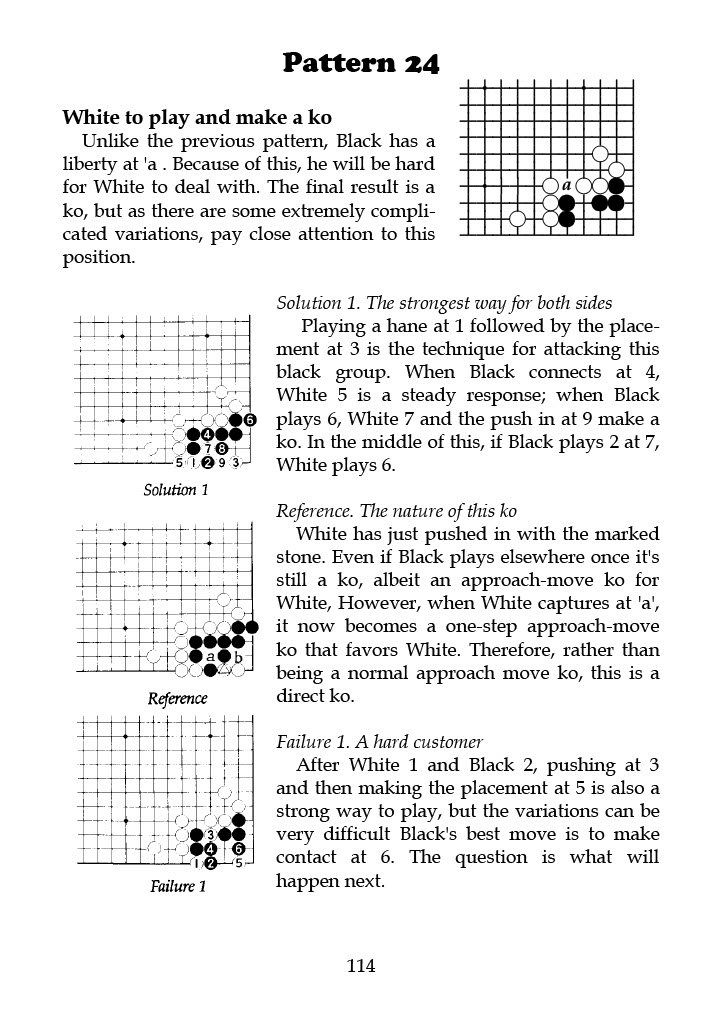 Pattern 24
White to play and make a ko
Unlike the previous pattern, Black has a
liberty at 'a . Because of this, he will be hard
for White to deal with. The final result is a
ko, but as there are some extremely compli-
cated variations, pay close attention to this
position.
a
Solution 1. The strongest way for both sides
Playing a hane at 1 followed by the place-
ment at 3 is the technique for attacking this
black group. When Black connects at 4,
White 5 is a steady response; when Black
plays 6, White 7 and the push in at 9 make a
ko. In the middle of this, if Black plays 2 at 7,
White plays 6.
6
4
7 8
5 1 2 9 3
Solution 1
Reference. The nature of this ko
White has just pushed in with the marked
stone. Even if Black plays elsewhere once it's
still a ko, albeit an approach-move ko for
White, However, when White captures at 'a',
it now becomes a one-step approach-move
ko that favors White. Therefore, rather than
being a normal approach move ko, this is a
direct ko.
a b
Reference
Failure 1. A hard customer
After White 1 and Black 2, pushing at 3
and then making the placement at 5 is also a
strong way to play, but the variations can be
very difficult Black's best move is to make
contact at 6. The question is what will
happen next.
3
4 6
1 2 5
Failure 1
114